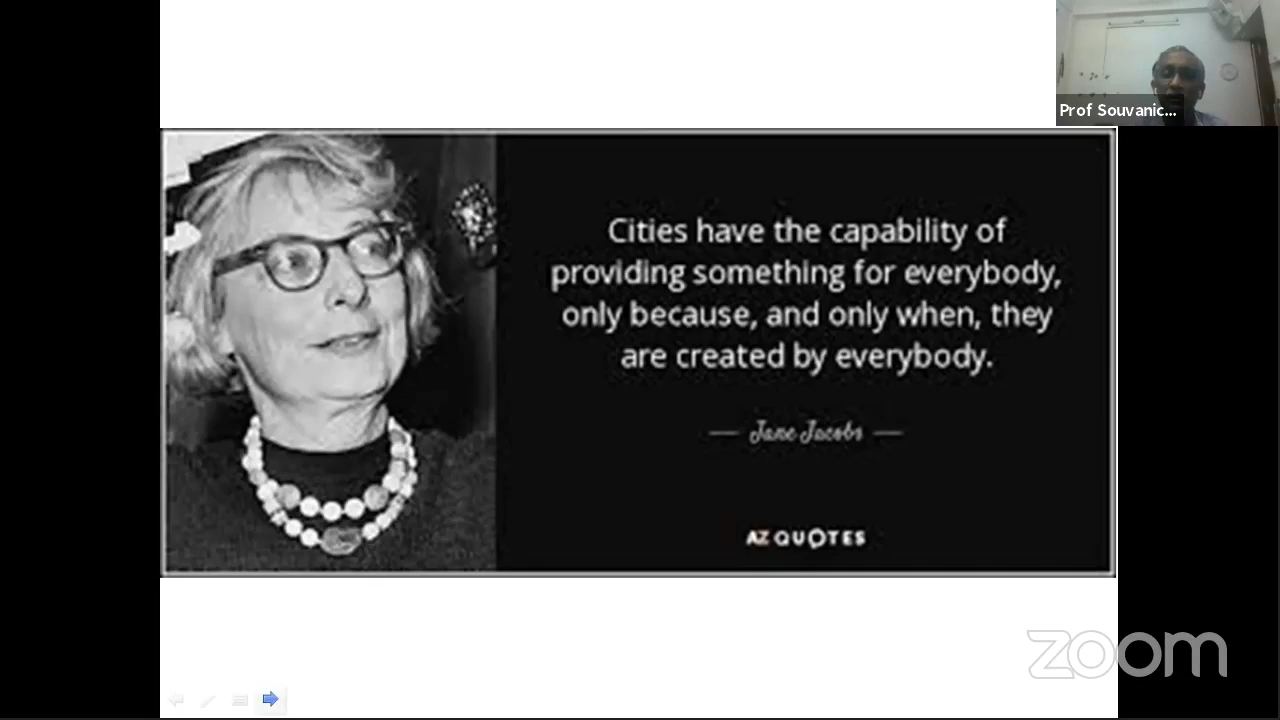 Prof Souvanic...
Cities have the capability of
providing something for everybody,
only because, and only when, they
are created by everybody.
— Jane Jacobs —
AZ QUOTES
zoom